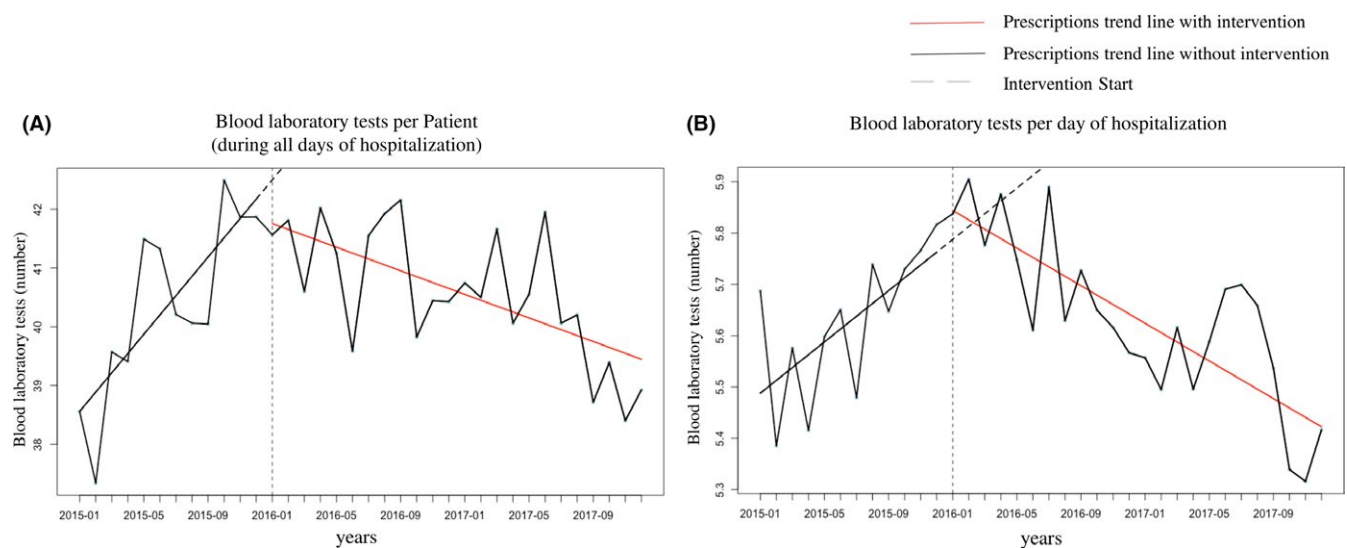 Prescriptions trend line with intervention
Prescriptions trend line without intervention
Intervention Start
(A)
Blood laboratory tests per Patient
(during all days of hospitalization)
Blood laboratory tests (number)
42
41
40
39
38
2015-01 2015-05 2015-09 2016-01 2016-05 2016-09 2017-01 2017-05 2017-09
years
(B)
Blood laboratory tests per day of hospitalization
Blood laboratory tests (number)
5.9
5.8
5.7
5.6
5.5
5.4
5.3
2015-01 2015-05 2015-09 2016-01 2016-05 2016-09 2017-01 2017-05 2017-09
years